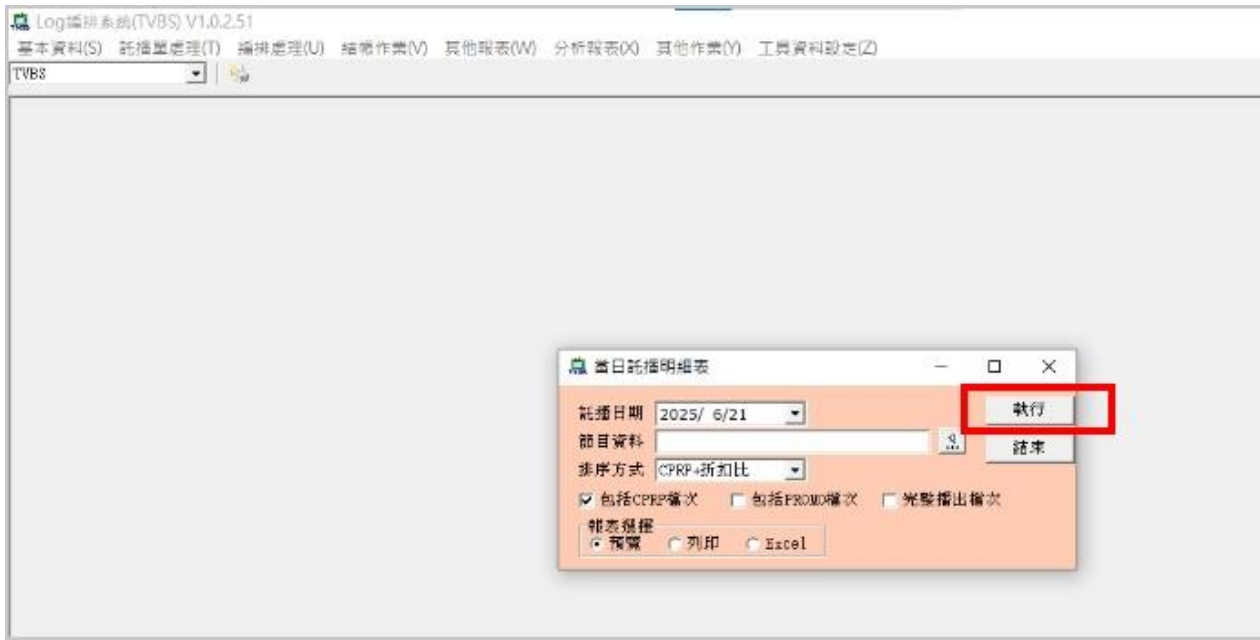 Log編排系統(TVBS) V1.0.2.51
基本資料(S) 託播單處理(T) 編排處理(U) 結帳作業(V) 其他報表(W) 分析報表(X) 其他作業(Y) 工具資料設定(Z)
TVBS
當日託播明細表
託播日期 2025/ 6/21 執行
節目資料 結束
排序方式 CPRP+折扣比
包括CPRP檔次 包括PROMO檔次 完整播出檔次
報表選擇
預覽 列印 Excel